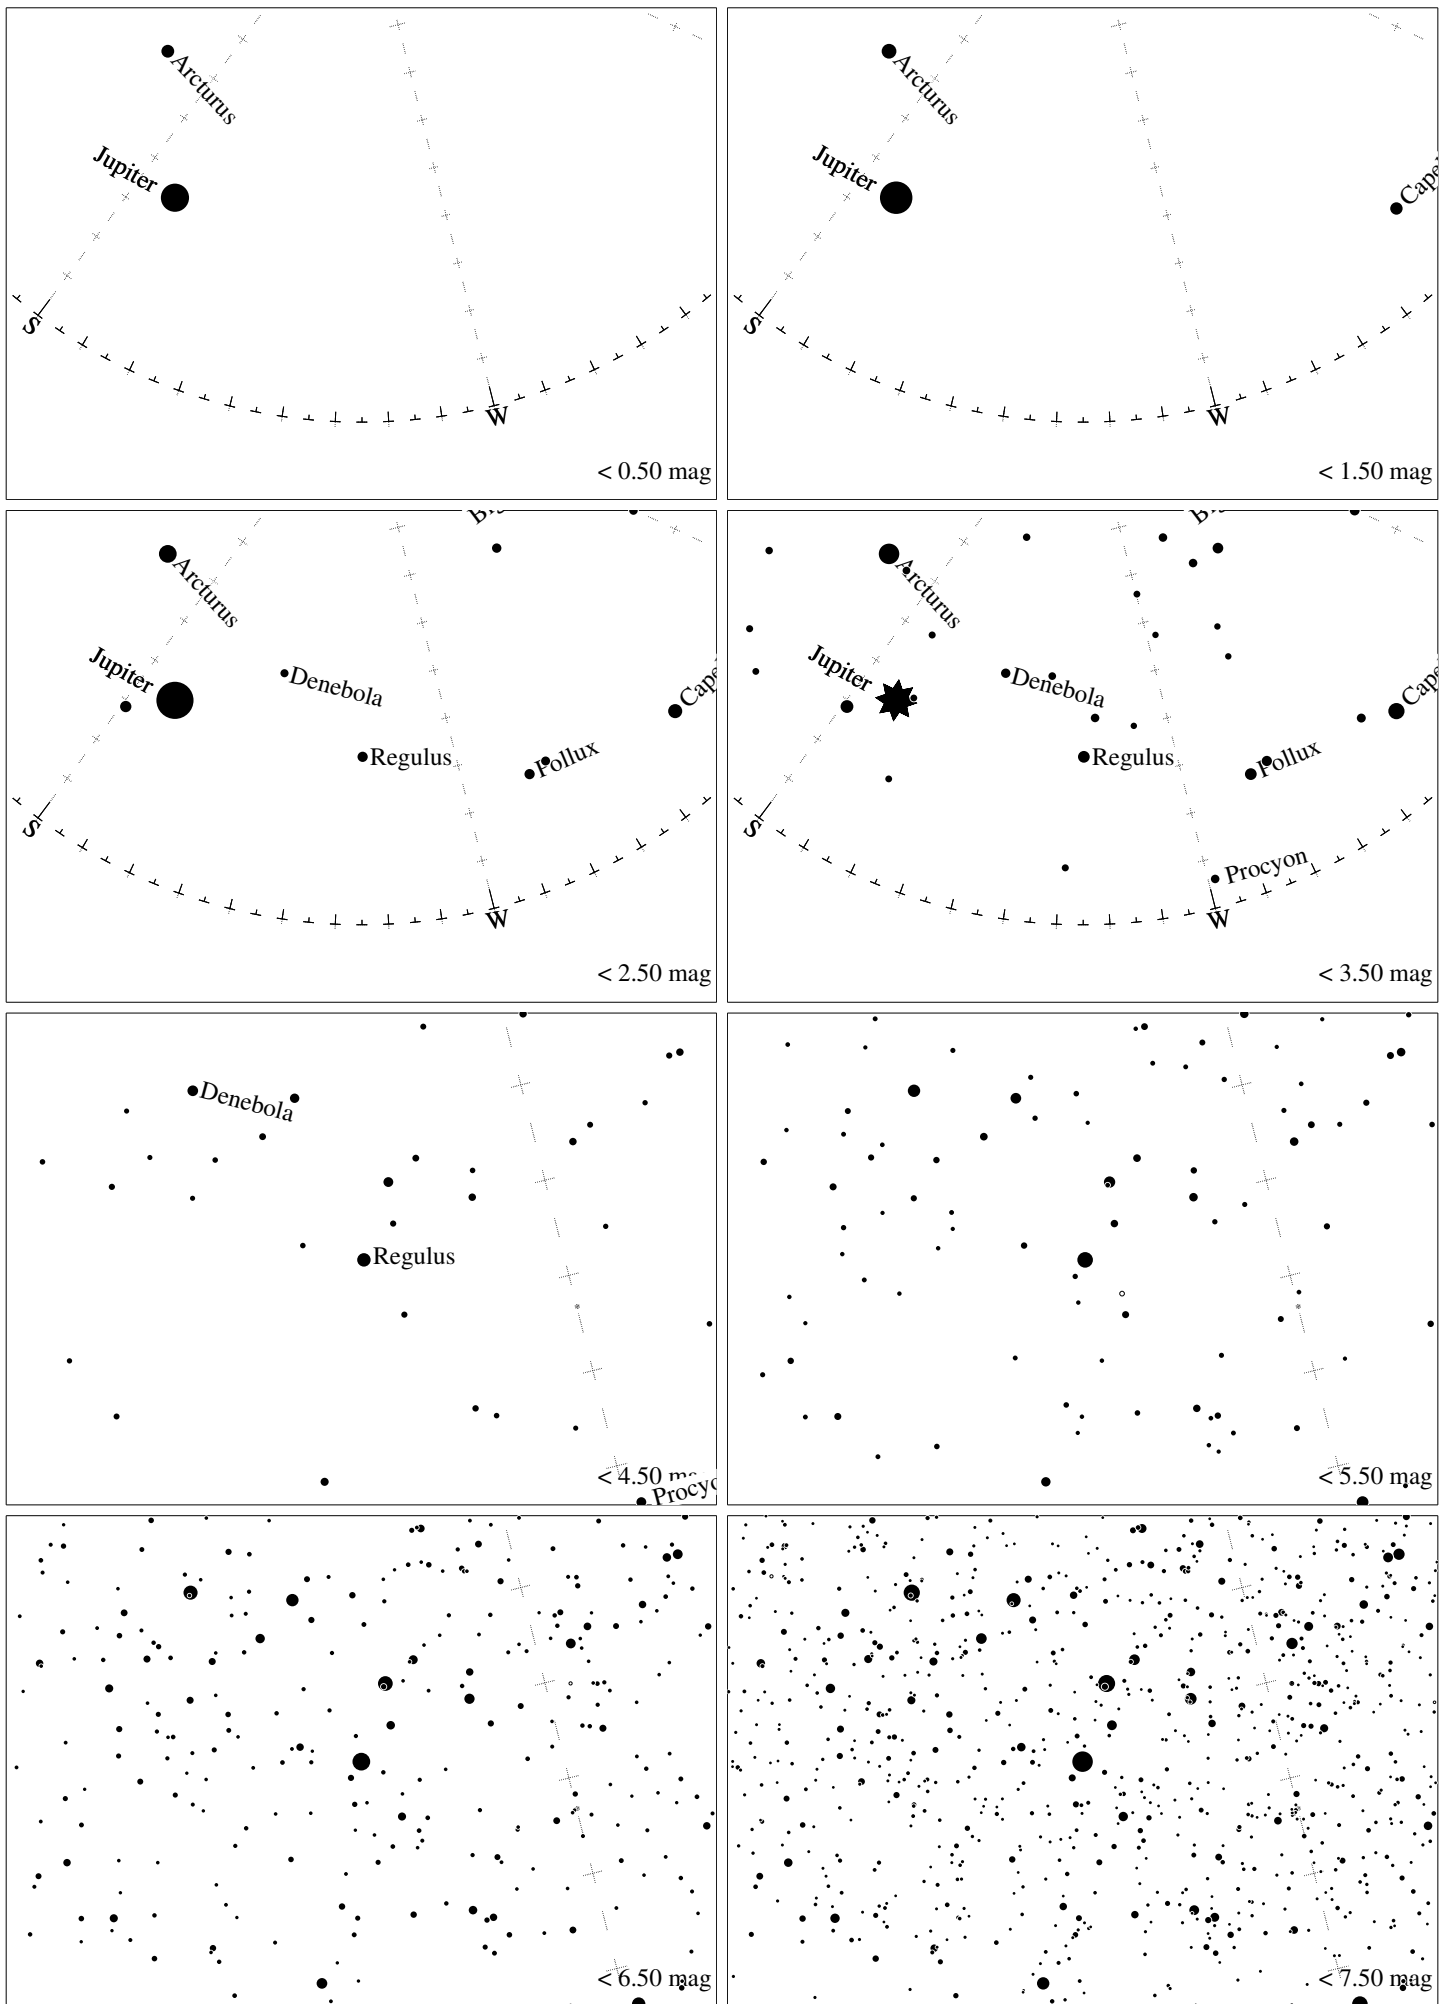 Arcturus
Jupiter
S
W
< 0.50 mag
Arcturus
Jupiter
S
W
< 1.50 mag
Arcturus
Jupiter
Denebola
Regulus
Pollux
S
W
< 2.50 mag
Arcturus
Jupiter
Denebola
Regulus
Pollux
Procyon
S
W
< 3.50 mag
Denebola
Regulus
< 4.50
< 5.50 mag
< 6.50 mag
< 7.50 mag